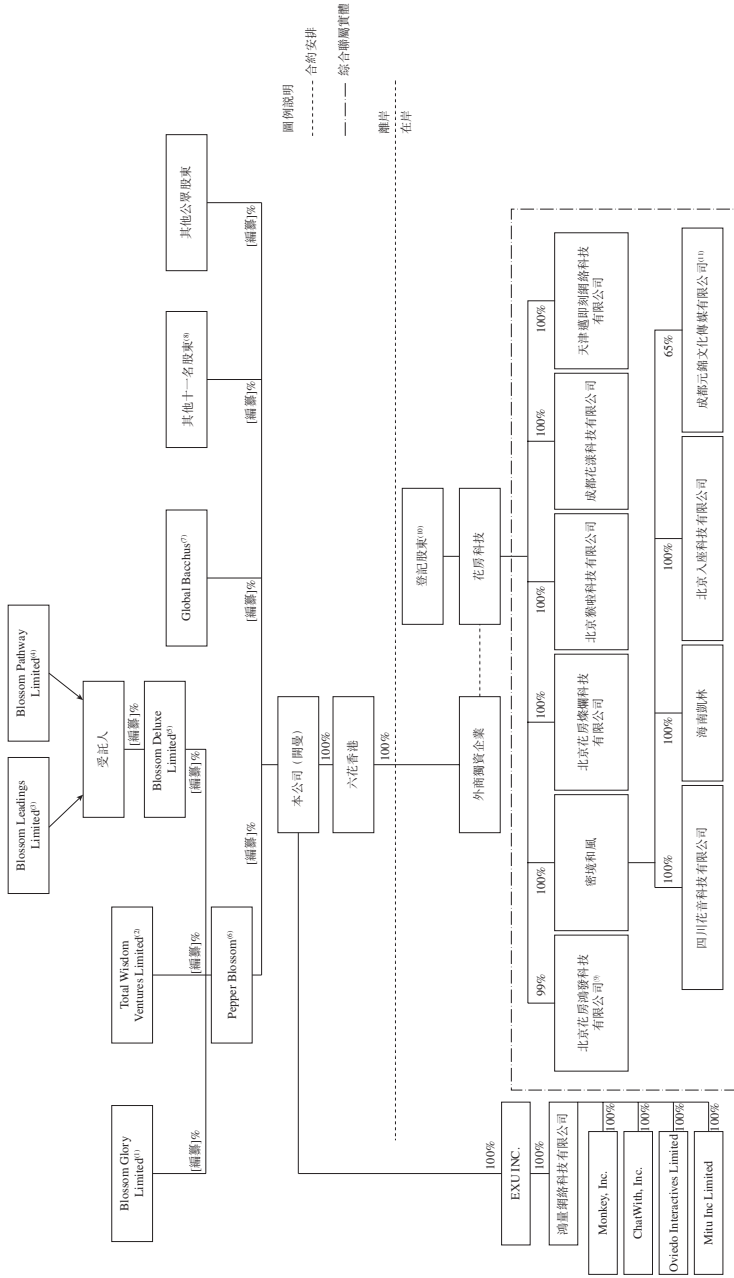 Blossom Leadings
Limited(3)
Blossom Pathway
Limited(4)
受託人
[編纂]%
Blossom Glory
Limited(1)
Total Wisdom
Ventures Limited(2)
Blossom Deluxe
Limited(5)
[編纂]%
[編纂]%
[編纂]%
Pepper Blossom(6)
Global Bacchus(7)
其他十一名股東(8)
其他公眾股東
[編纂]%
[編纂]%
[編纂]%
[編纂]%
本公司（開曼）
100%
六花香港
100%
圖例說明
合約安排
綜合聯屬實體
離岸
在岸
100%
EXU INC.
100%
鴻量網絡科技有限公司
Monkey, Inc.
100%
ChatWith, Inc.
100%
Oviedo Interactives Limited
100%
Mitu Inc Limited
100%
外商獨資企業
登記股東(10)
花房科技
99%
100%
100%
100%
100%
100%
北京花房鴻發科技
有限公司(9)
密境和風
北京花房燦爛科技
有限公司
北京猴啦科技有限公司
成都花漾科技有限公司
天津邁即刻網絡科技
有限公司
100%
100%
100%
65%
四川花音科技有限公司
海南凱林
北京入座科技有限公司
成都元錦文化傳媒有限公司(11)